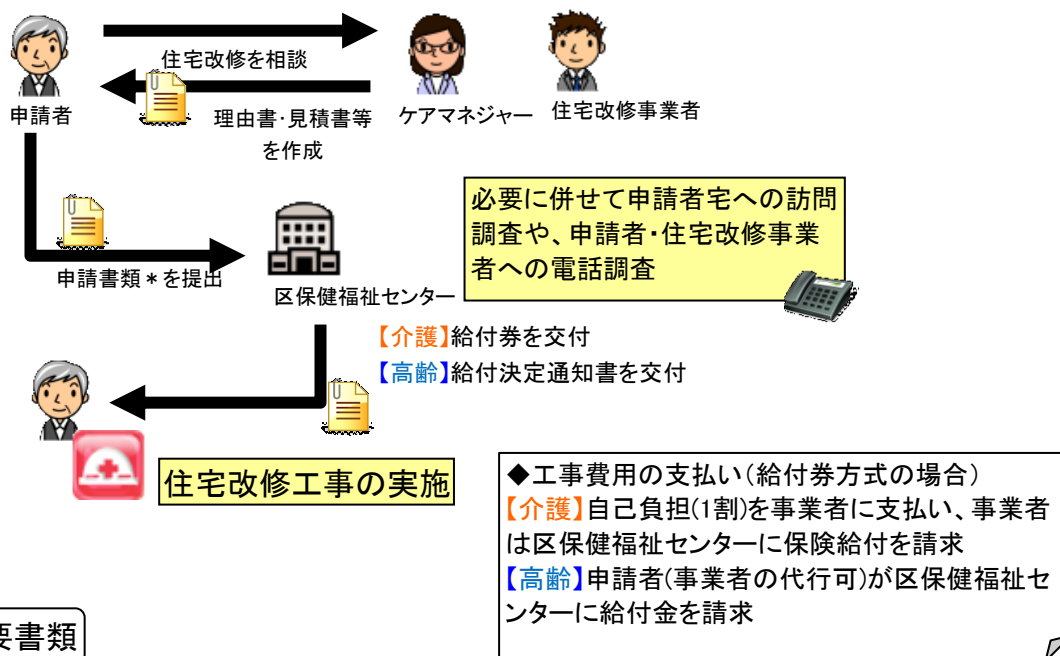 住宅改修を相談
申請者
理由書・見積書等
を作成
ケアマネジャー
住宅改修事業者
必要に併せて申請者宅への訪問
調査や、申請者・住宅改修事業
者への電話調査
申請書類＊を提出
区保健福祉センター
【介護】給付券を交付
【高齢】給付決定通知書を交付
住宅改修工事の実施
◆工事費用の支払い(給付券方式の場合)
【介護】自己負担(1割)を事業者に支払い、事業者
は区保健福祉センターに保険給付を請求
【高齢】申請者(事業者の代行可)が区保健福祉セ
ンターに給付金を請求
要書類